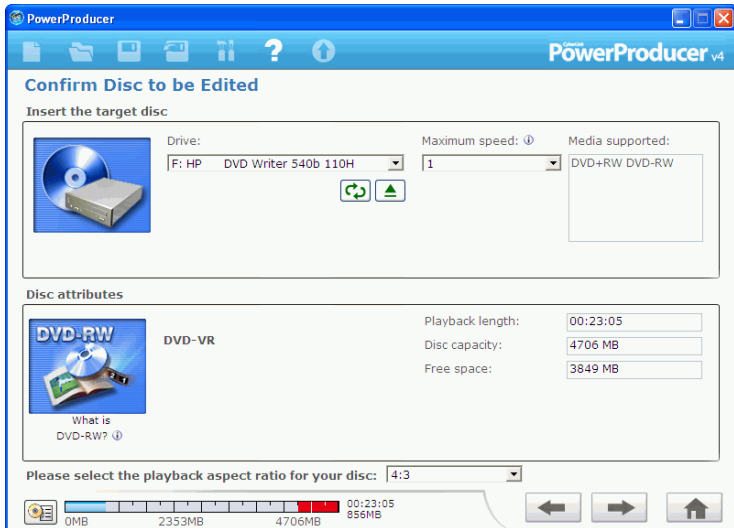 PowerProducer
?
CyberLink
PowerProducer v4
Confirm Disc to be Edited
Insert the target disc
Drive:
F: HP DVD Writer 540b 110H
Maximum speed:
1
Media supported:
DVD+RW DVD-RW
Disc attributes
DVD-RW
What is
DVD-RW?
DVD-VR
Playback length: 00:23:05
Disc capacity: 4706 MB
Free space: 3849 MB
Please select the playback aspect ratio for your disc: 4:3
00:23:05
856MB
0MB 2353MB 4706MB